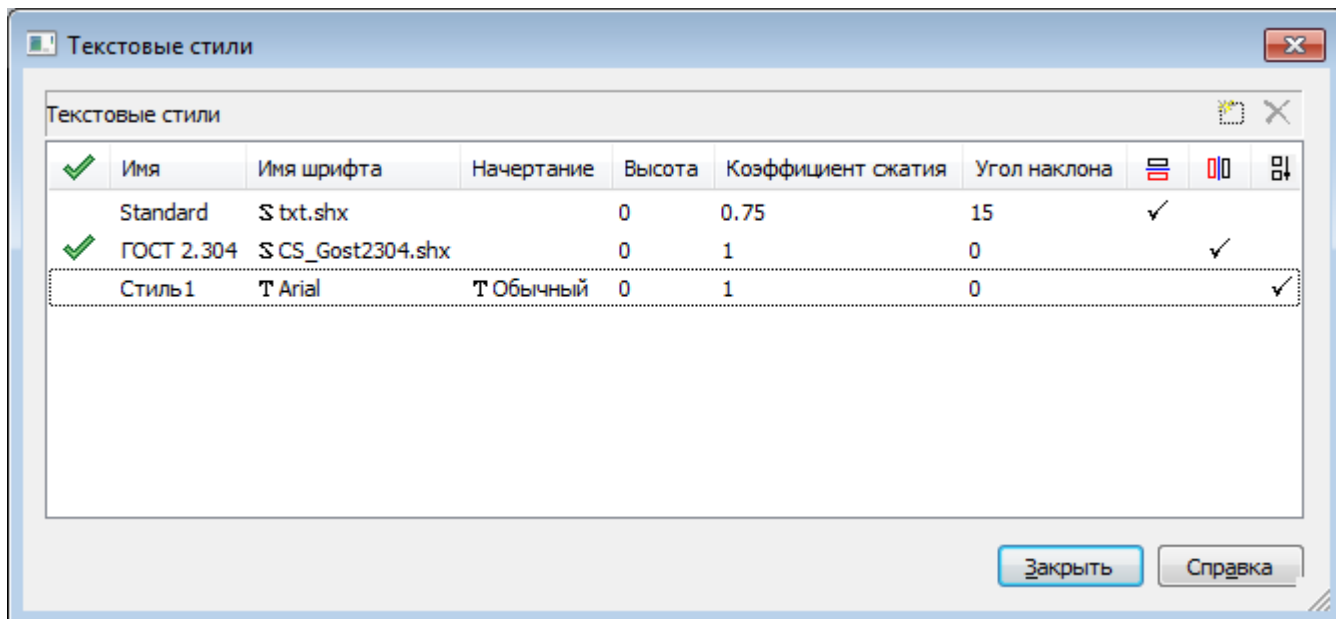 Текстовые стили
Текстовые стили
Имя Имя шрифта Начертание Высота Коэффициент сжатия Угол наклона
Standard txt.shx 0 0.75 15
ГОСТ 2.304 CS_Gost2304.shx 0 1 0
Стиль1 Arial Обычный 0 1 0
Закрыть Справка